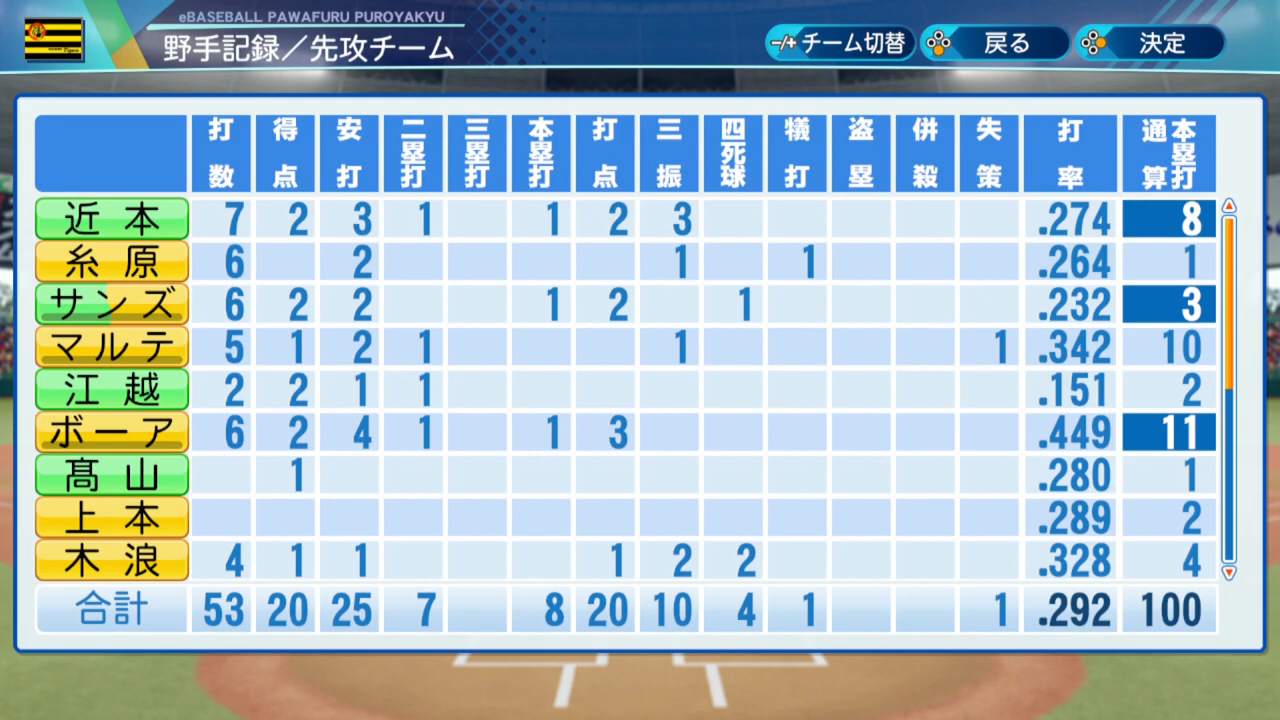 eBASEBALL PAWAFURU PUROYAKYU
野手記録／先攻チーム
-/+ チーム切替 戻る 決定
打数 得点 安打 二塁打 三塁打 本塁打 打点 三振 四死球 犠打 盗塁 併殺 失策 打率 通算本塁打
近本 7 2 3 1 1 2 3 .274 8
糸原 6 2 1 1 .264 1
サンズ 6 2 2 1 2 1 .232 3
マルテ 5 1 2 1 1 1 .342 10
江越 2 2 1 1 .151 2
ボーア 6 2 4 1 1 3 .449 11
髙山 1 .280 1
上本 .289 2
木浪 4 1 1 1 2 2 .328 4
合計 53 20 25 7 8 20 10 4 1 1 .292 100